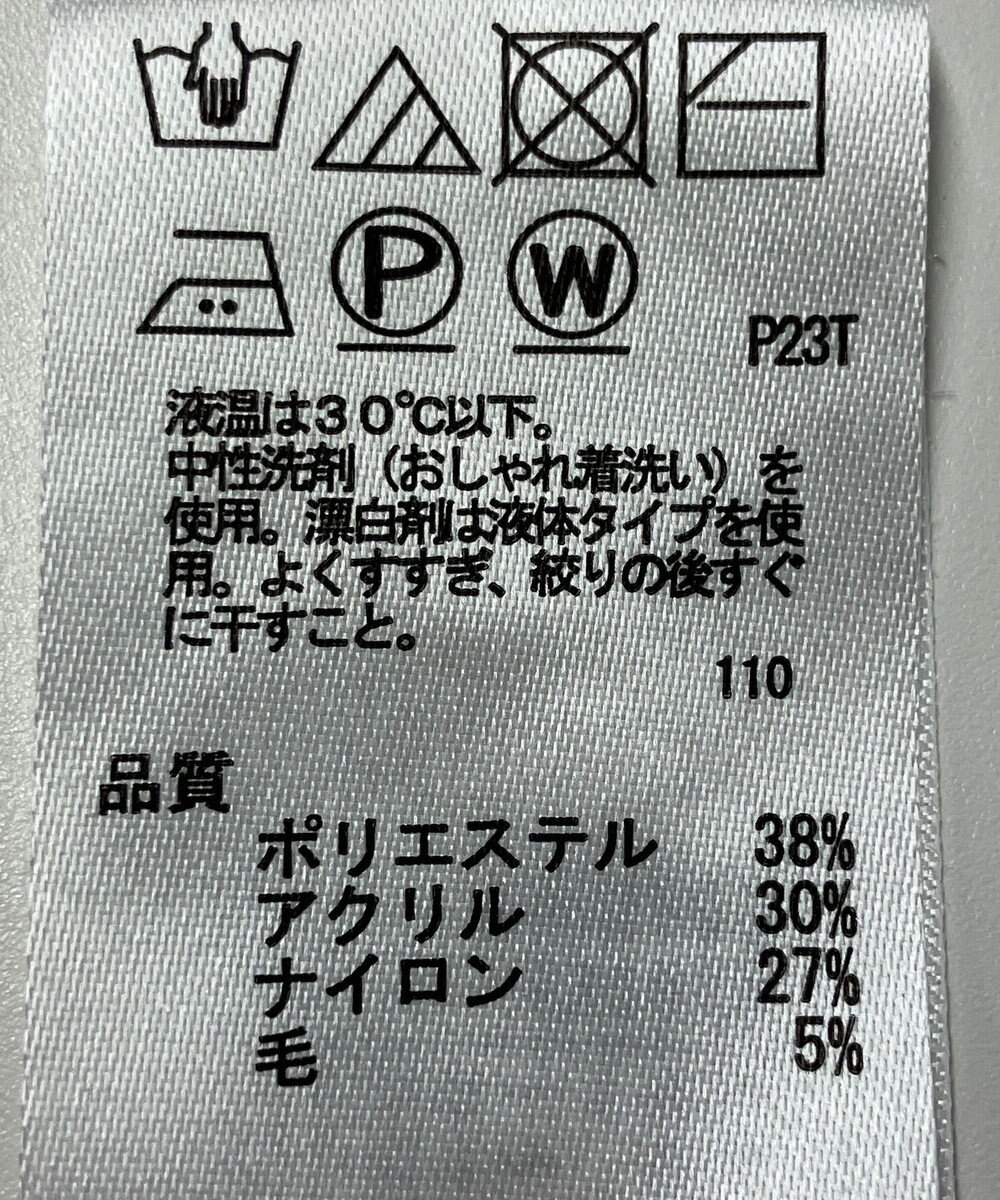 P W
P23T
液温は30℃以下。
中性洗剤（おしゃれ着洗い）を
使用。漂白剤は液体タイプを使
用。よくすすぎ、絞りの後すぐ
に干すこと。
110
品質
ポリエステル 38%
アクリル 30%
ナイロン 27%
毛 5%